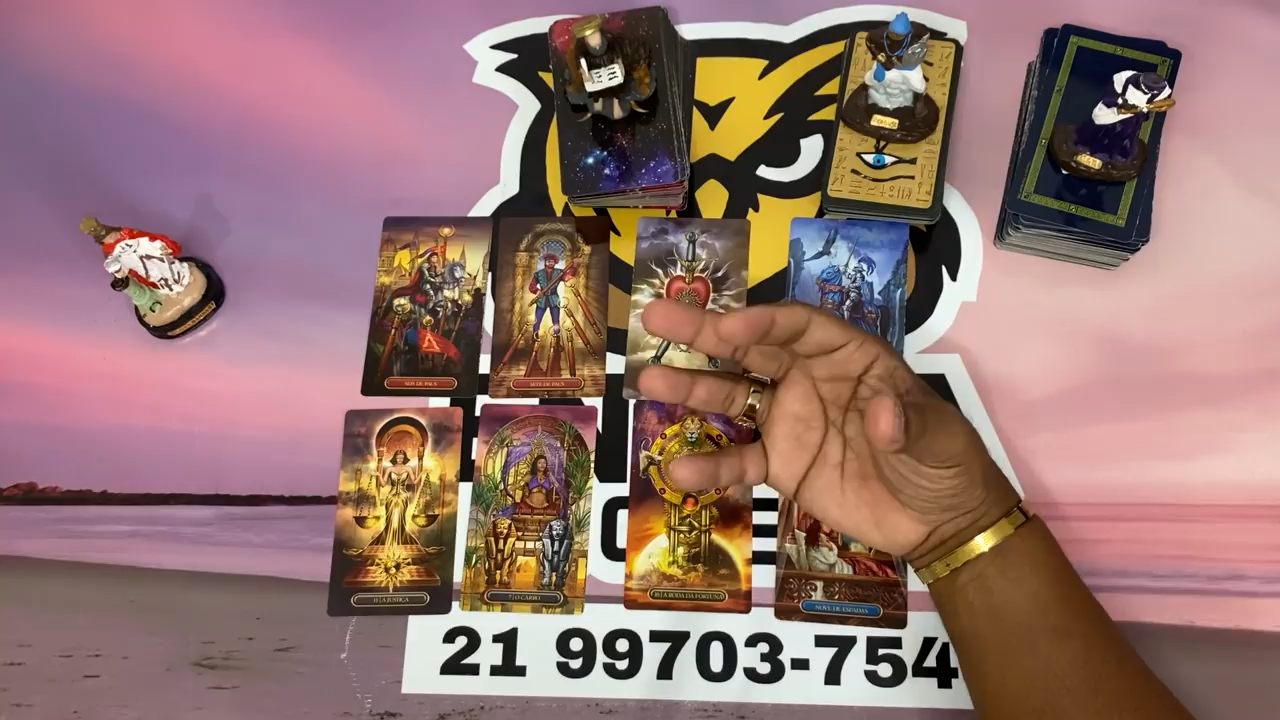 SEIS DE PAUS
SETE DE PAUS
11 | A JUSTIÇA
7 | O CARRO
10 | A RODA DA FORTUNA
NOVE DE ESPADAS
21 99703-754